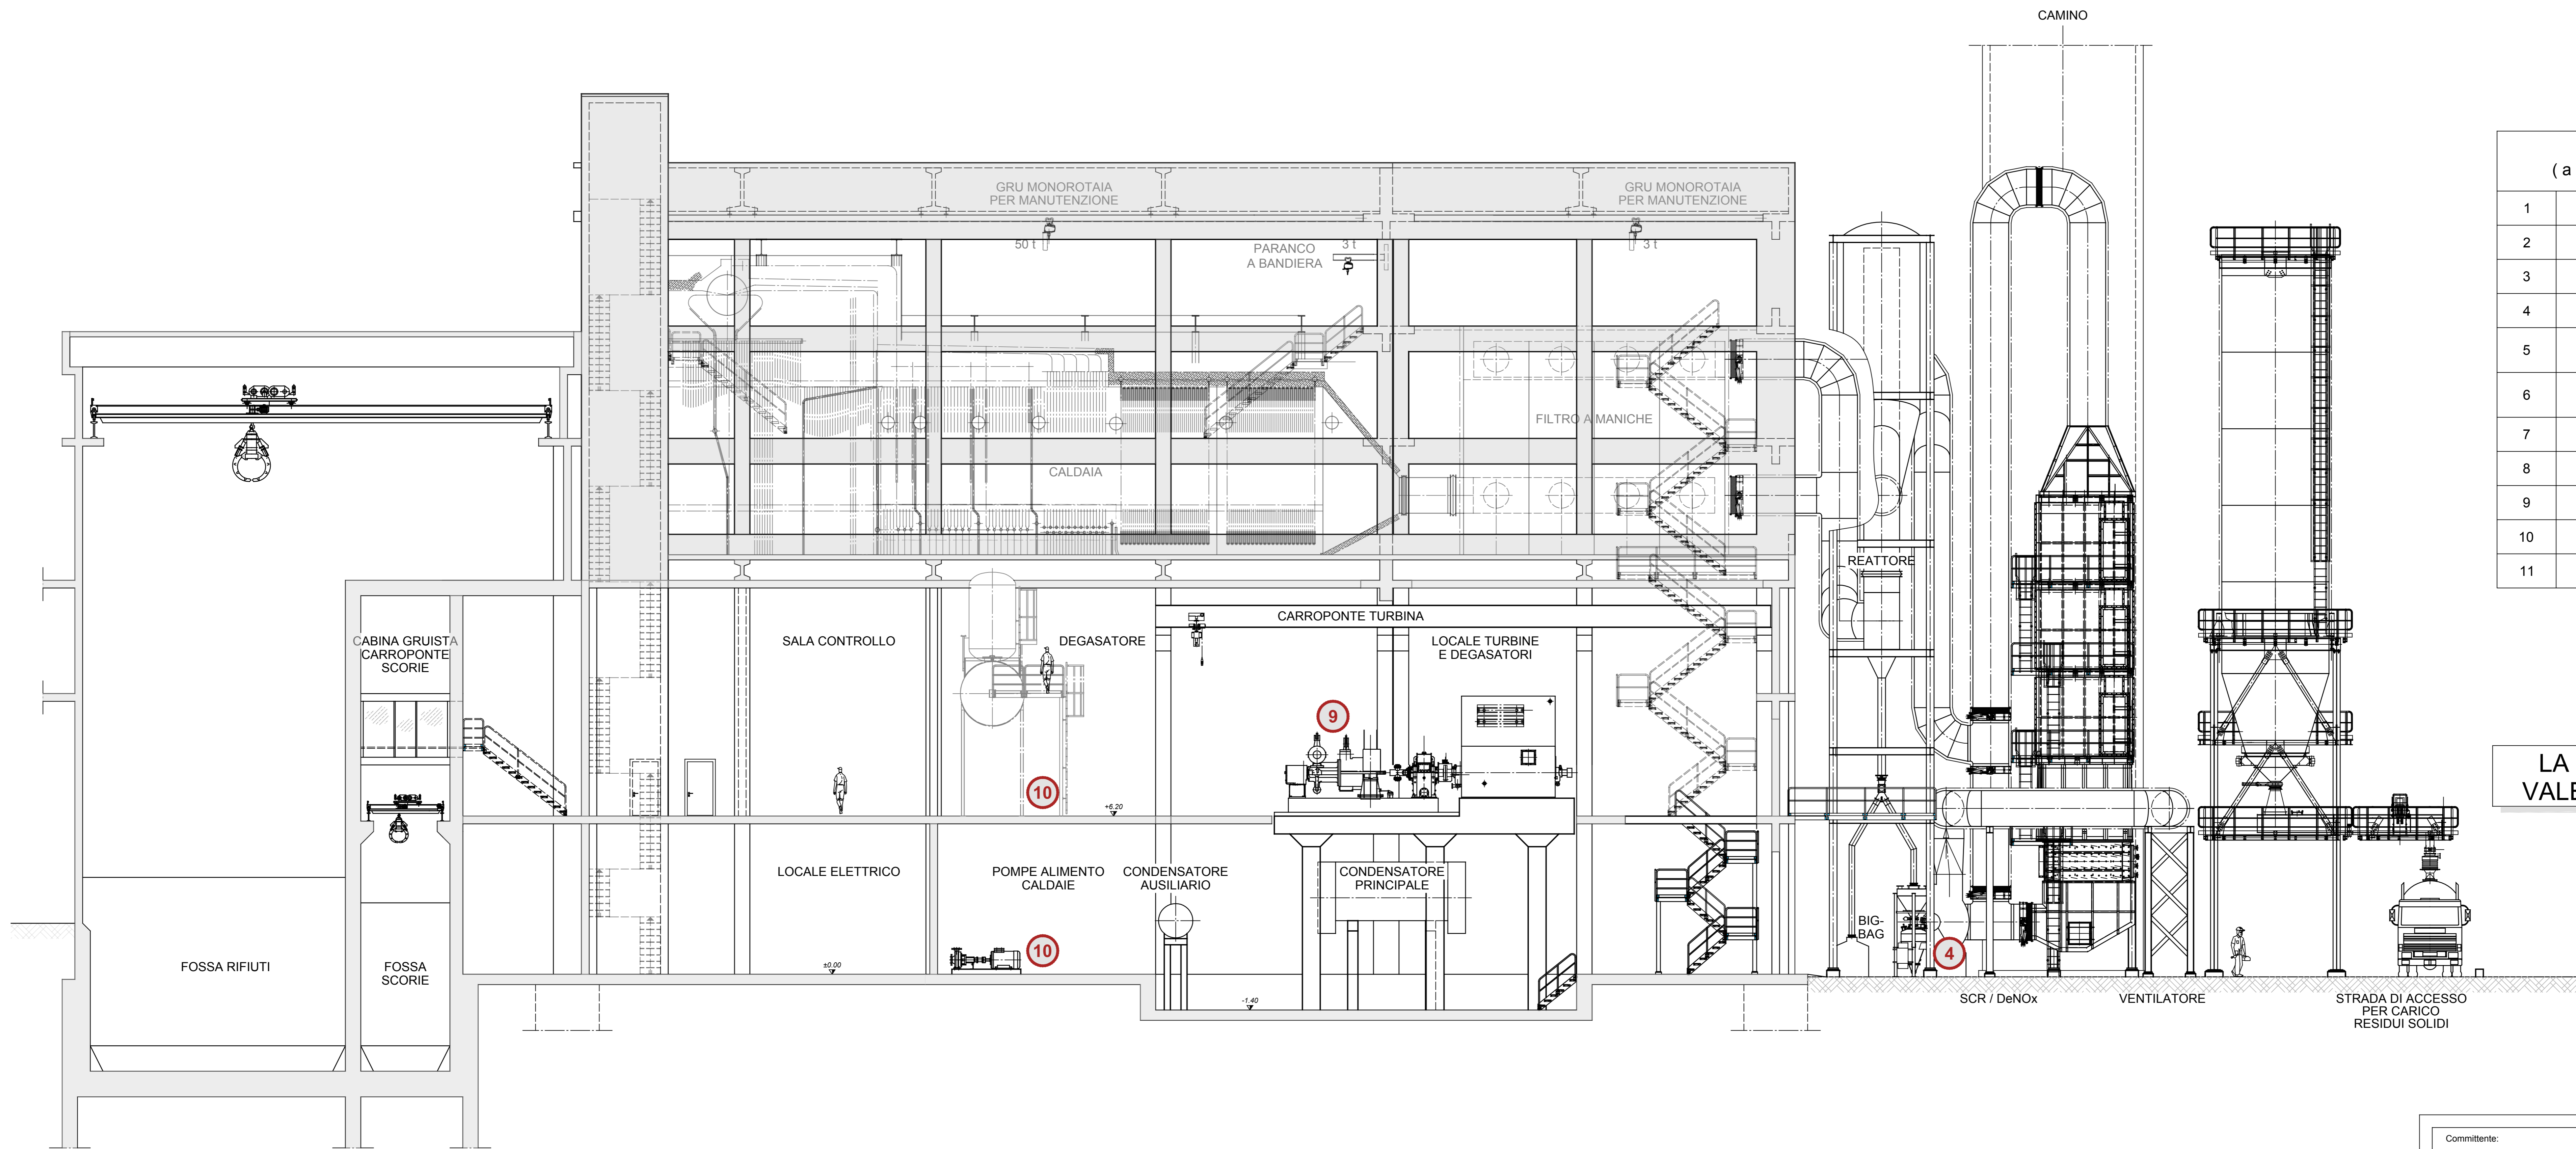 CAMINO
GRU MONOROTAIA
PER MANUTENZIONE
GRU MONOROTAIA
PER MANUTENZIONE
50 t
PARANCO
A BANDIERA
3 t
3 t
FILTRO A MANICHE
CALDAIA
REATTORE
CARROPONTE TURBINA
CABINA GRUISTA
CARROPONTE
SCORIE
SALA CONTROLLO
DEGASATORE
LOCALE TURBINE
E DEGASATORI
9
10
+6.20
LOCALE ELETTRICO
POMPE ALIMENTO
CALDAIE
CONDENSATORE
AUSILIARIO
CONDENSATORE
PRINCIPALE
BIG-
BAG
10
4
FOSSA RIFIUTI
FOSSA
SCORIE
±0.00
-1.40
SCR / DeNOx
VENTILATORE
STRADA DI ACCESSO
PER CARICO
RESIDUI SOLIDI
( a
1
2
3
4
5
6
7
8
9
10
11
LA
VALE
Committente: